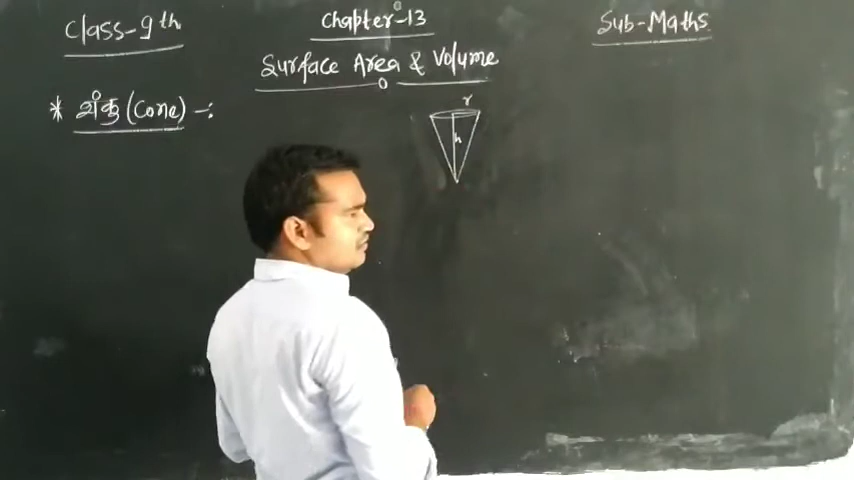 Class-9th
Chapter-13
Sub-Maths
Surface Area & Volume
* शंकु (Cone) -:
r
h